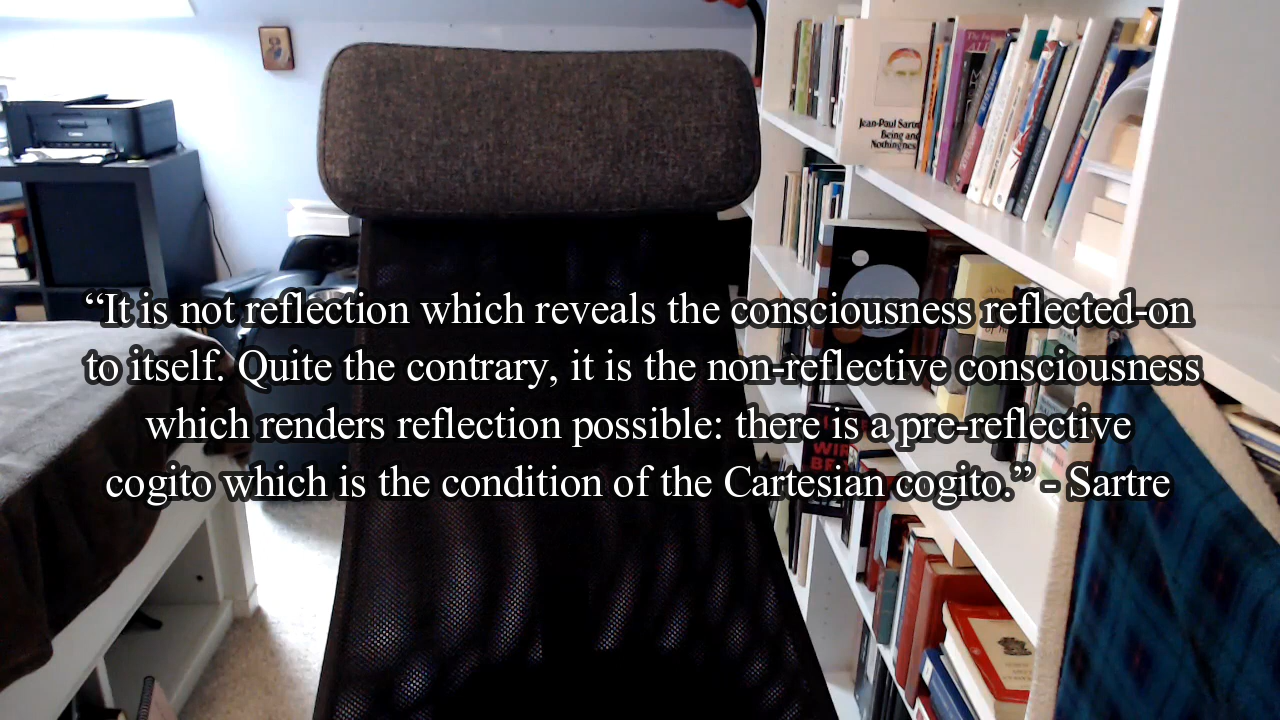 Jean-Paul Sartre
Being and
Nothingness
“It is not reflection which reveals the consciousness reflected-on
to itself. Quite the contrary, it is the non-reflective consciousness
which renders reflection possible: there is a pre-reflective
cogito which is the condition of the Cartesian cogito.” - Sartre